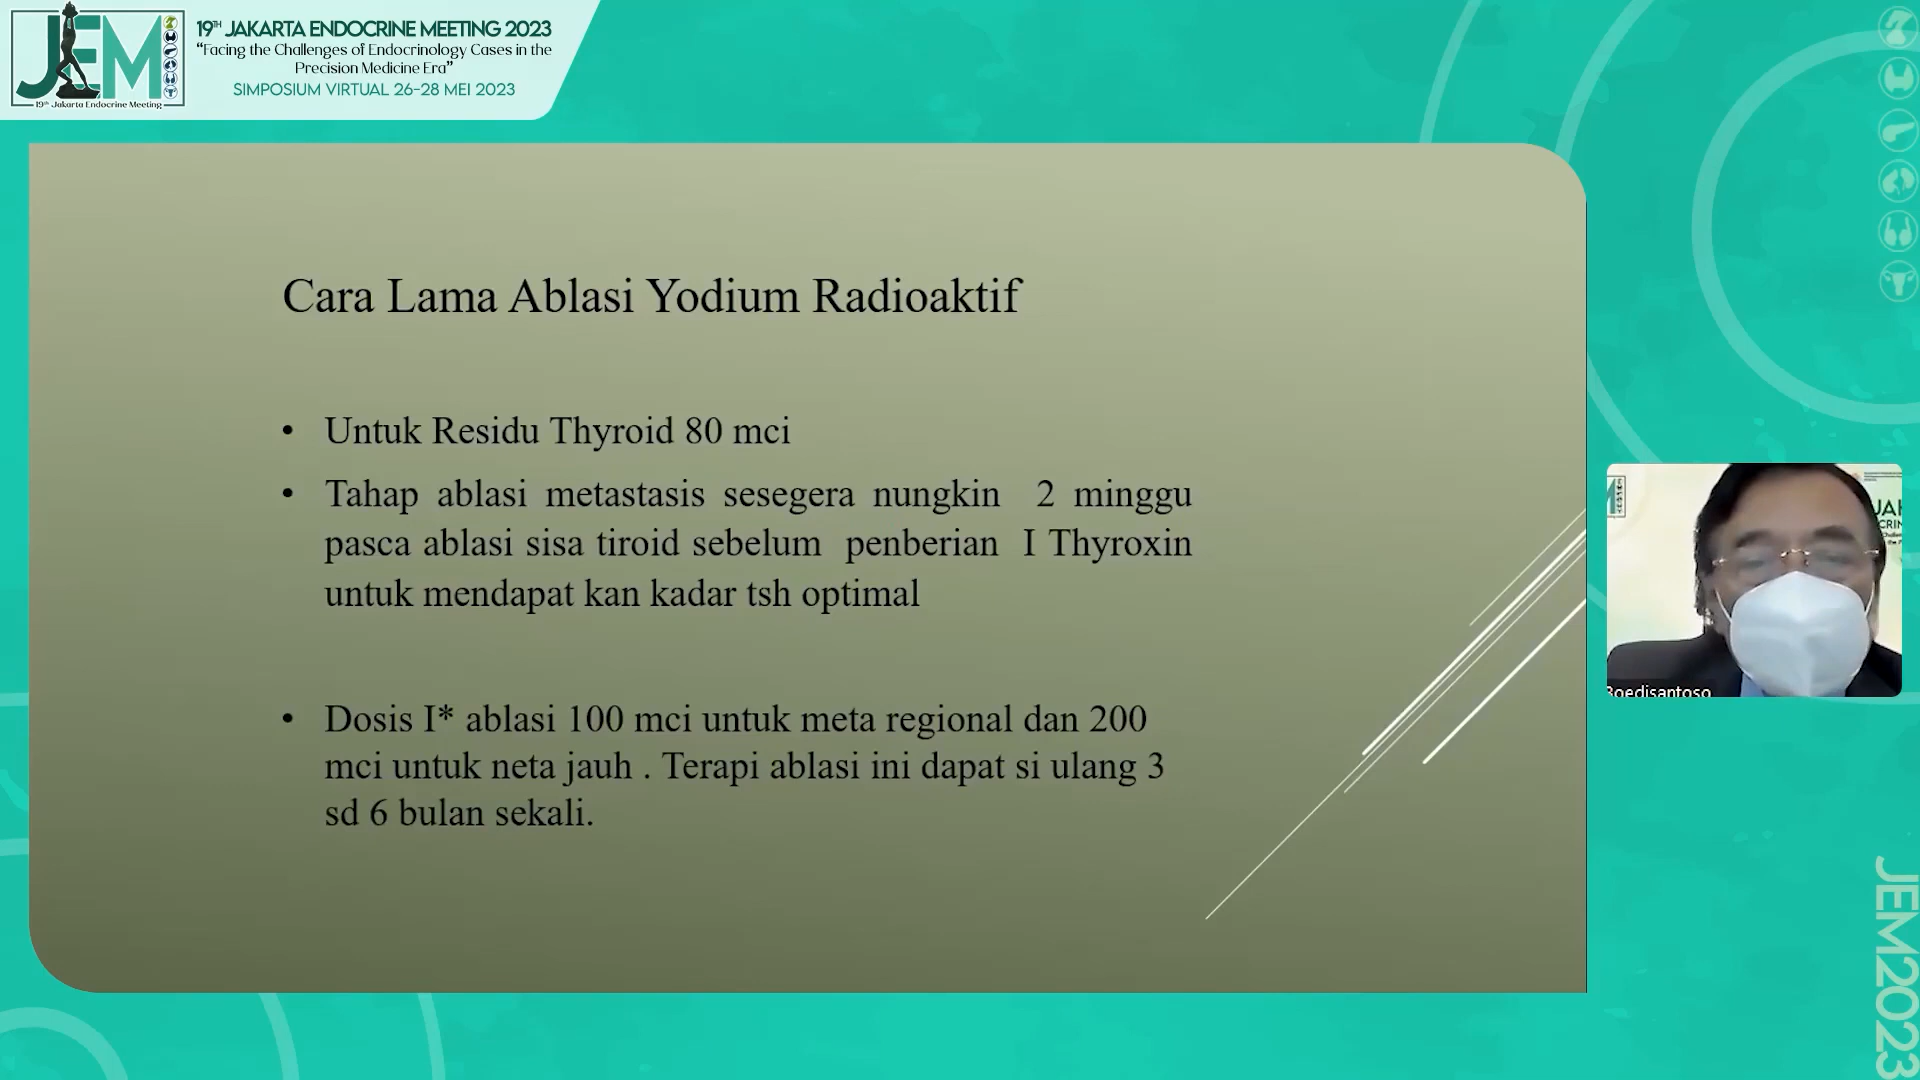 JEM
19th Jakarta Endocrine Meeting
19TH JAKARTA ENDOCRINE MEETING 2023
“Facing the Challenges of Endocrinology Cases in the
Precision Medicine Era”
SIMPOSIUM VIRTUAL 26-28 MEI 2023
Cara Lama Ablasi Yodium Radioaktif
• Untuk Residu Thyroid 80 mci
• Tahap ablasi metastasis sesegera nungkin 2 minggu
pasca ablasi sisa tiroid sebelum penberian I Thyroxin
untuk mendapat kan kadar tsh optimal
• Dosis I* ablasi 100 mci untuk meta regional dan 200
mci untuk neta jauh . Terapi ablasi ini dapat si ulang 3
sd 6 bulan sekali.
Boedisantoso
JEM2023